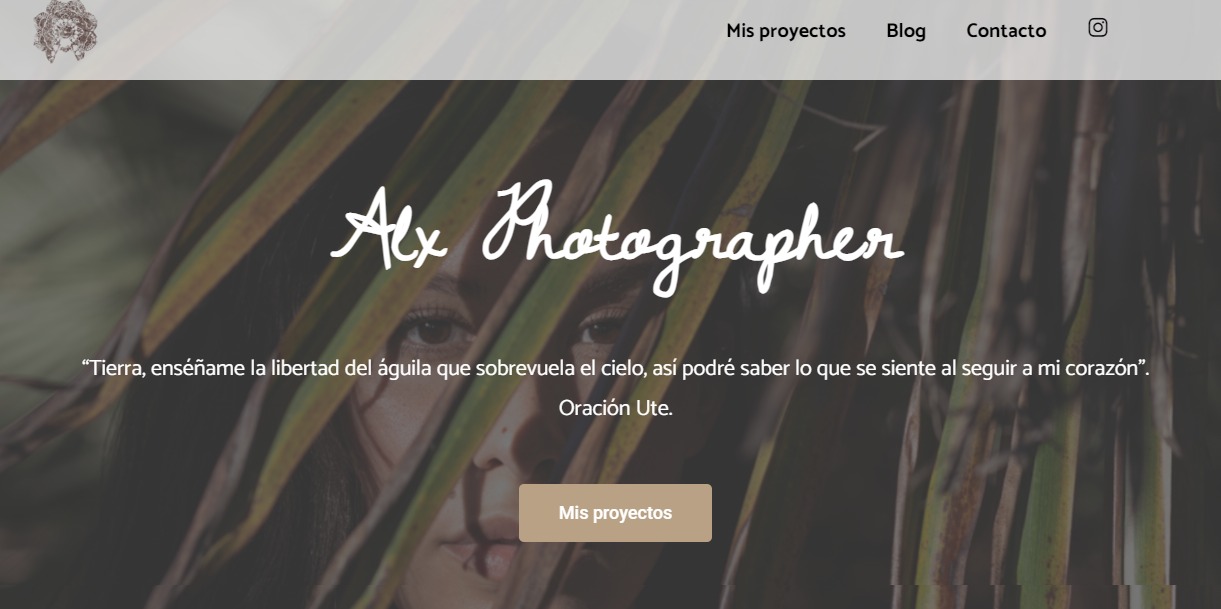 Mis proyectos Blog Contacto
Alx Photographer
“Tierra, enséñame la libertad del águila que sobrevuela el cielo, así podré saber lo que se siente al seguir a mi corazón”.
Oración Ute.
Mis proyectos